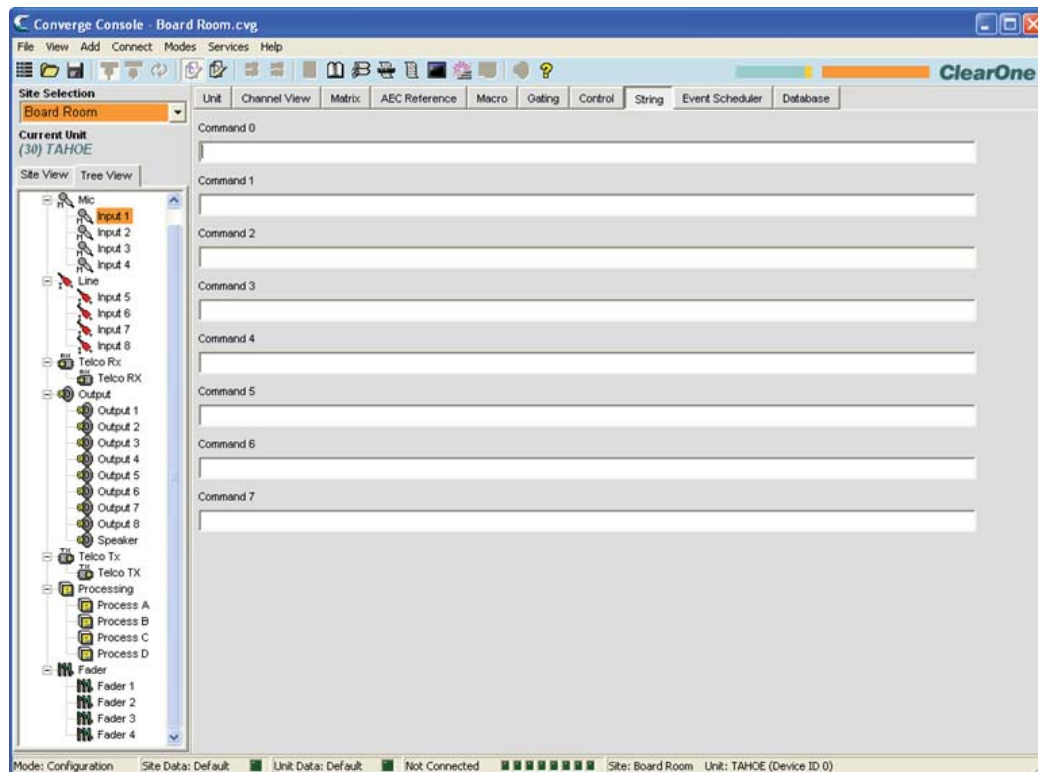 Converge Console - Board Room.cvg
File View Add Connect Modes Services Help
ClearOne
Site Selection
Board Room
Current Unit
(30) TAHOE
Site View Tree View
Mic
Input 1
Input 2
Input 3
Input 4
Line
Input 5
Input 6
Input 7
Input 8
Telco Rx
Telco RX
Output
Output 1
Output 2
Output 3
Output 4
Output 5
Output 6
Output 7
Output 8
Speaker
Telco Tx
Telco TX
Processing
Process A
Process B
Process C
Process D
Fader
Fader 1
Fader 2
Fader 3
Fader 4
Unit Channel View Matrix AEC Reference Macro Gating Control String Event Scheduler Database
Command 0
Command 1
Command 2
Command 3
Command 4
Command 5
Command 6
Command 7
Mode: Configuration Site Data: Default Unit Data: Default Not Connected Site: Board Room Unit: TAHOE (Device ID 0)